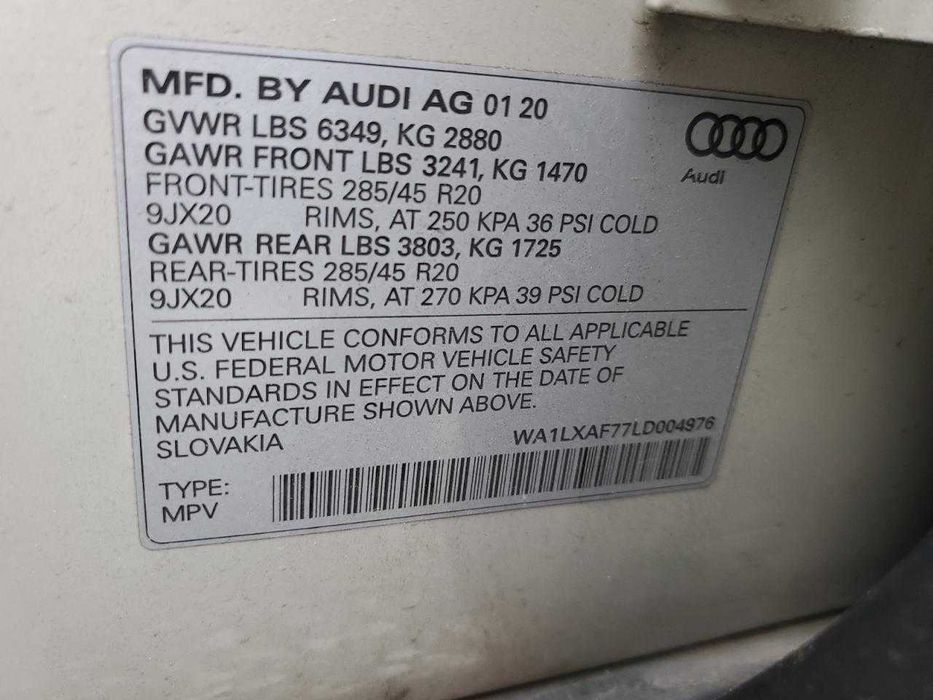 MFD. BY AUDI AG 01 20
GVWR LBS 6349, KG 2880
GAWR FRONT LBS 3241, KG 1470
FRONT-TIRES 285/45 R20
9JX20 RIMS, AT 250 KPA 36 PSI COLD
GAWR REAR LBS 3803, KG 1725
REAR-TIRES 285/45 R20
9JX20 RIMS, AT 270 KPA 39 PSI COLD
Audi
THIS VEHICLE CONFORMS TO ALL APPLICABLE
U.S. FEDERAL MOTOR VEHICLE SAFETY
STANDARDS IN EFFECT ON THE DATE OF
MANUFACTURE SHOWN ABOVE.
SLOVAKIA WA1LXAF77LD004976
TYPE:
MPV